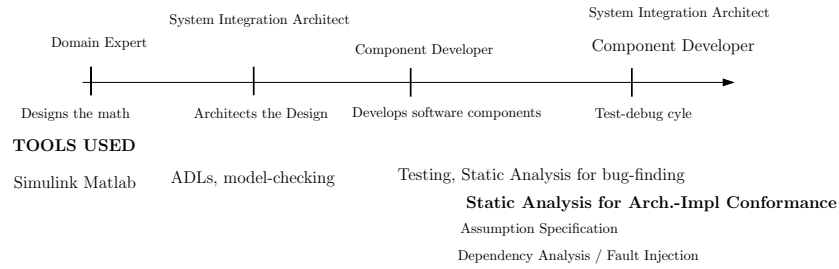 System Integration Architect
System Integration Architect
Domain Expert
Component Developer
Component Developer
Designs the math
Architects the Design
Develops software components
Test-debug cyle
TOOLS USED
Simulink Matlab
ADLs, model-checking
Testing, Static Analysis for bug-finding
Static Analysis for Arch.-Impl Conformance
Assumption Specification
Dependency Analysis / Fault Injection